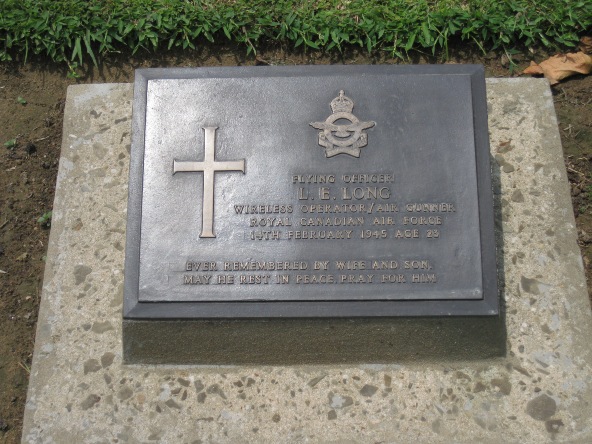 FLYING OFFICER
L. E. LONG
WIRELESS OPERATOR/AIR GUNNER
ROYAL CANADIAN AIR FORCE
14TH FEBRUARY 1945 AGE 23
EVER REMEMBERED BY WIFE AND SON.
MAY HE REST IN PEACE PRAY FOR HIM